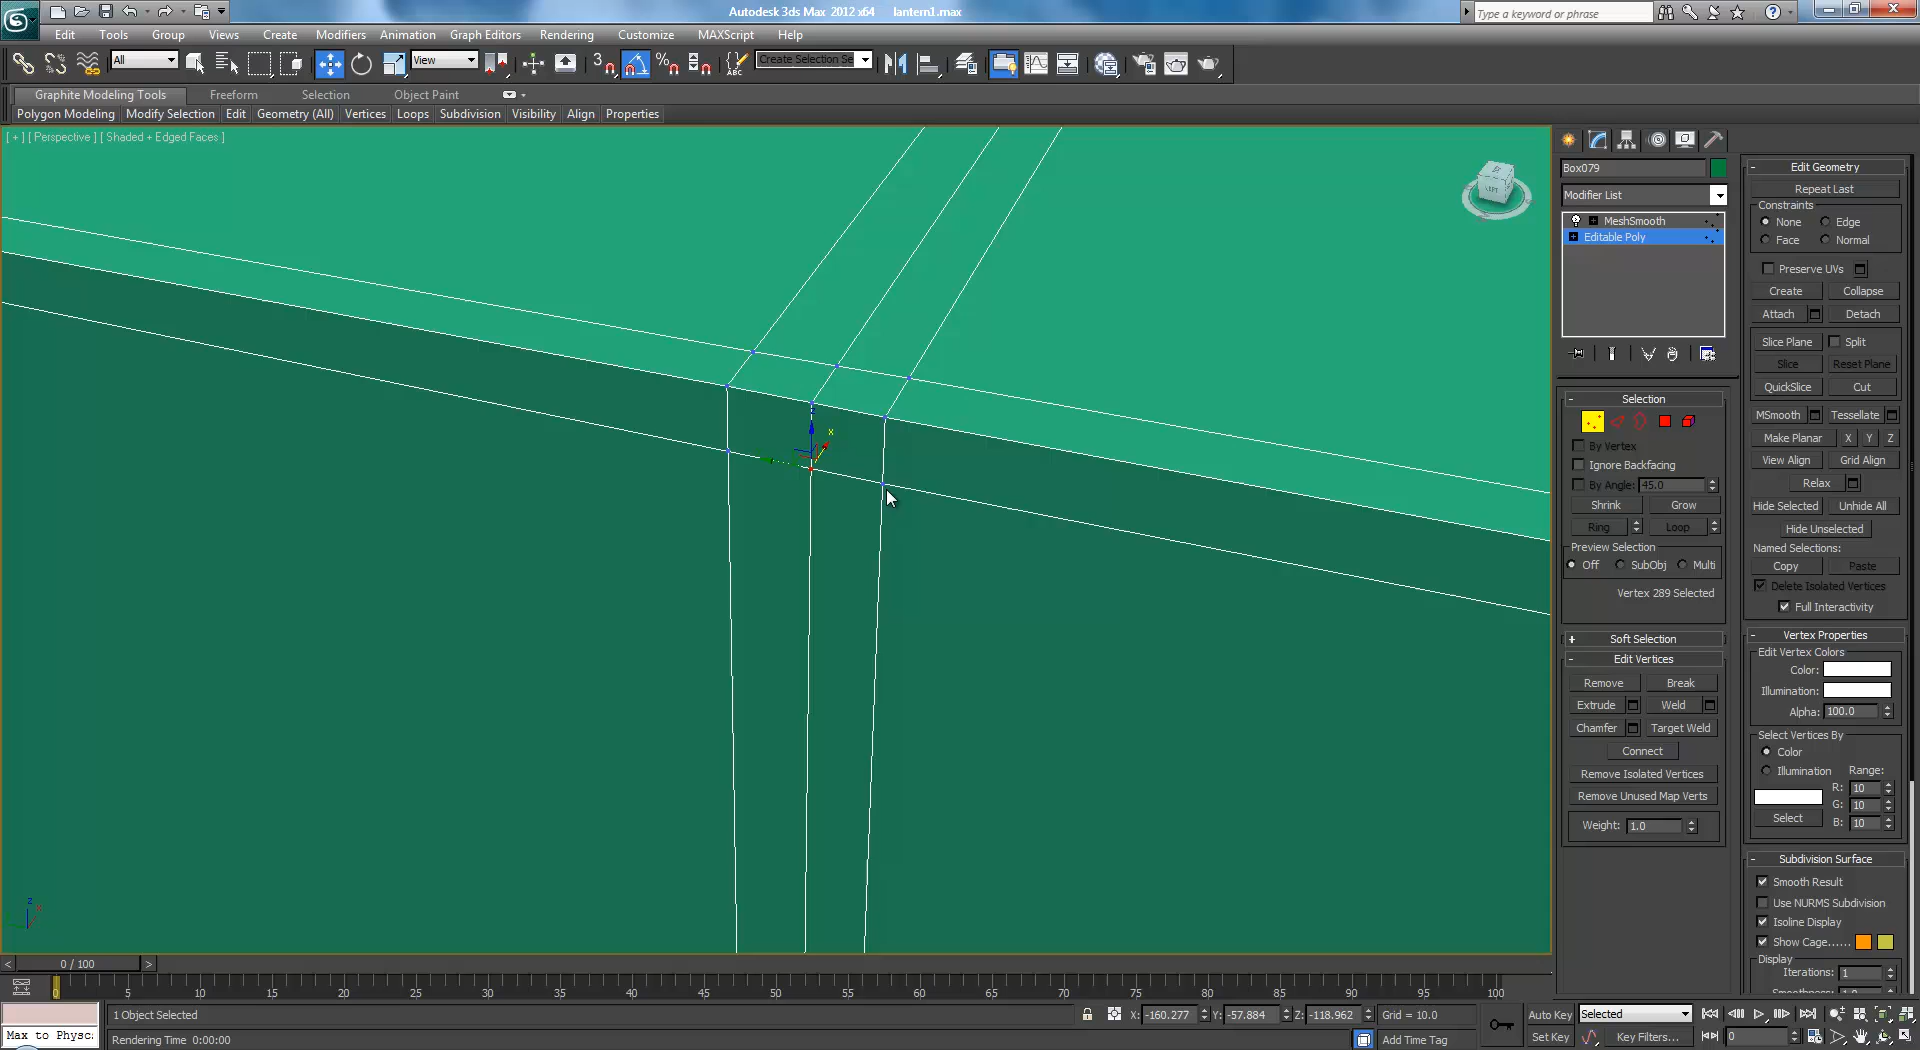 Autodesk 3ds Max 2012 x64 lantern1.max
Type a keyword or phrase
Edit Tools Group Views Create Modifiers Animation Graph Editors Rendering Customize MAXScript Help
All View 3 ABC Create Selection Se
Graphite Modeling Tools Freeform Selection Object Paint
Polygon Modeling Modify Selection Edit Geometry (All) Vertices Loops Subdivision Visibility Align Properties
[ + ] [ Perspective ] [ Shaded + Edged Faces ]
Box079
Modifier List
MeshSmooth
Editable Poly
Selection
By Vertex
Ignore Backfacing
By Angle: 45.0
Shrink Grow
Ring Loop
Preview Selection
Off SubObj Multi
Vertex 289 Selected
Soft Selection
Edit Vertices
Remove Break
Extrude Weld
Chamfer Target Weld
Connect
Remove Isolated Vertices
Remove Unused Map Verts
Weight: 1.0
Edit Geometry
Repeat Last
Constraints
None Edge
Face Normal
Preserve UVs
Create Collapse
Attach Detach
Slice Plane Split
Slice Reset Plane
QuickSlice Cut
MSmooth Tessellate
Make Planar X Y Z
View Align Grid Align
Relax
Hide Selected Unhide All
Hide Unselected
Named Selections:
Copy Paste
Delete Isolated Vertices
Full Interactivity
Vertex Properties
Edit Vertex Colors
Color:
Illumination:
Alpha: 100.0
Select Vertices By
Color
Illumination Range:
R: 10
G: 10
Select B: 10
Subdivision Surface
Smooth Result
Use NURMS Subdivision
Isoline Display
Show Cage......
Display
Iterations: 1
z
x
z
< 0 / 100 >
0 5 10 15 20 25 30 35 40 45 50 55 60 65 70 75 80 85 90 95 100
1 Object Selected X: -160.277 Y: -57.884 Z: -118.962 Grid = 10.0 Auto Key Selected
Max to Physc Rendering Time 0:00:00 Add Time Tag Set Key Key Filters... 0